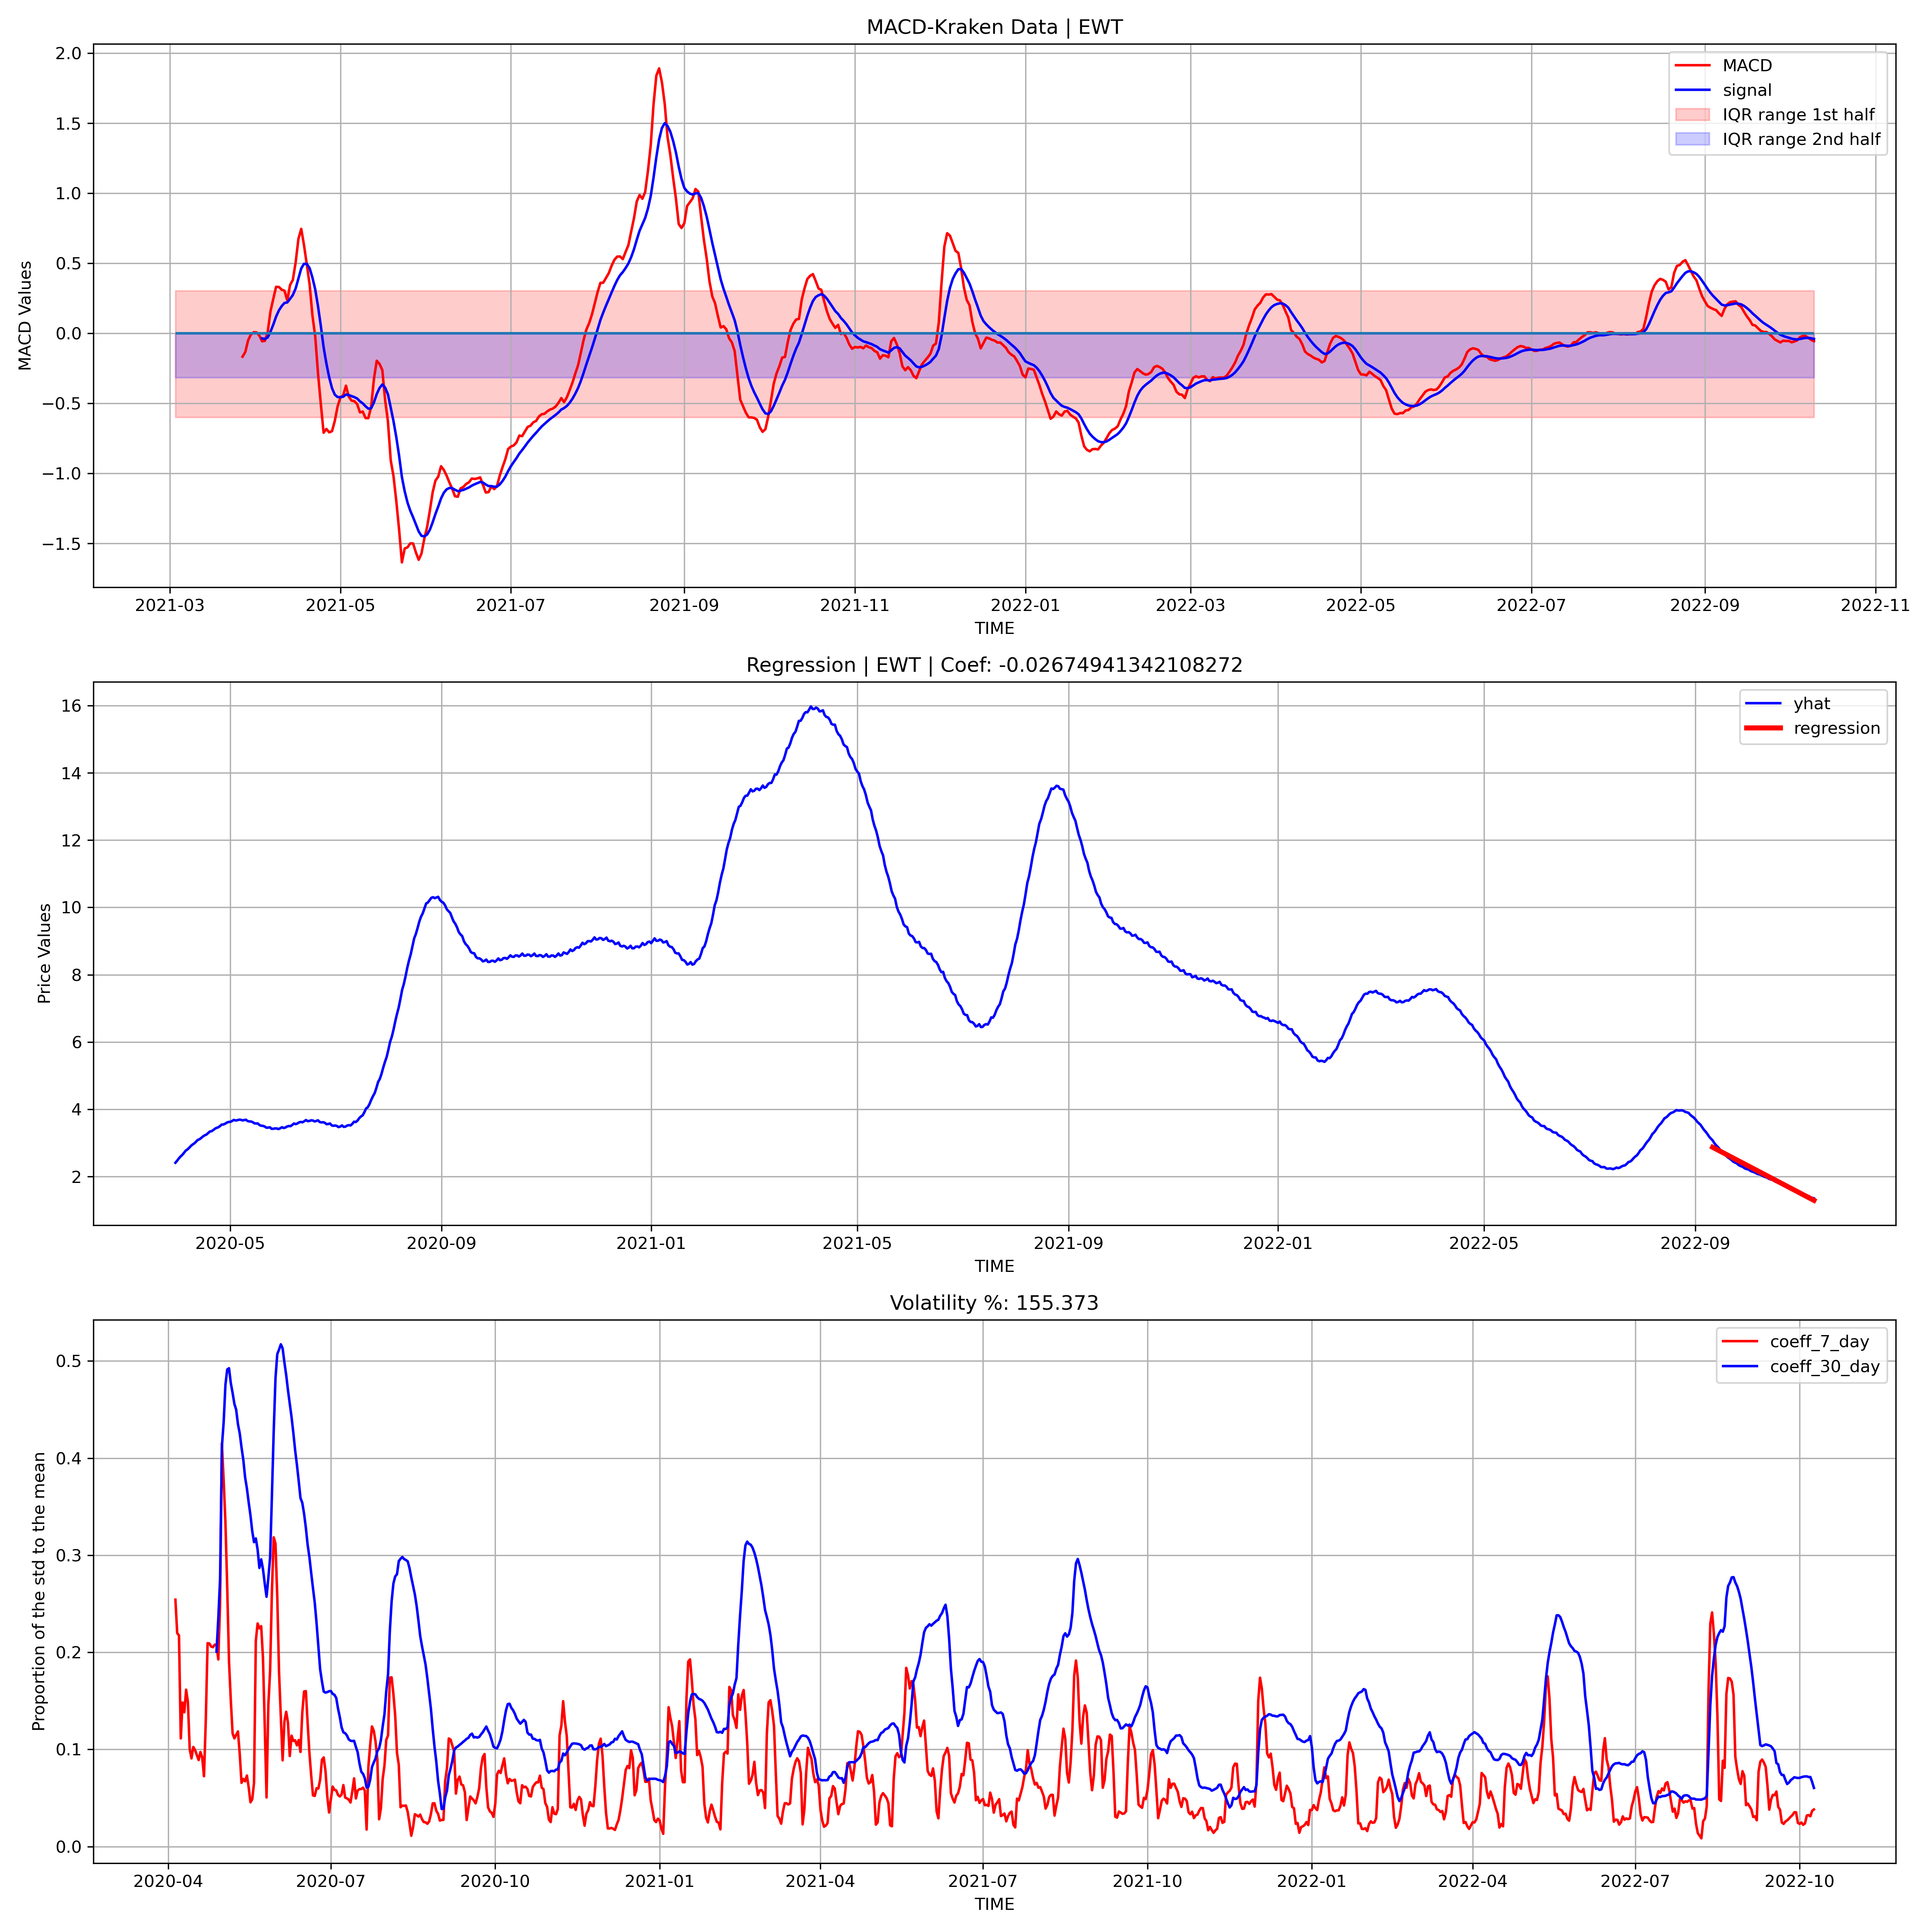 MACD-Kraken Data | EWT
MACD Values
2.0
1.5
1.0
0.5
0.0
−0.5
−1.0
−1.5
MACD
signal
IQR range 1st half
IQR range 2nd half
2021-03 2021-05 2021-07 2021-09 2021-11 2022-01 2022-03 2022-05 2022-07 2022-09 2022-11
TIME
Regression | EWT | Coef: -0.02674941342108272
Price Values
16
14
12
10
8
6
4
2
yhat
regression
2020-05 2020-09 2021-01 2021-05 2021-09 2022-01 2022-05 2022-09
TIME
Volatility %: 155.373
Proportion of the std to the mean
0.5
0.4
0.3
0.2
0.1
0.0
coeff_7_day
coeff_30_day
2020-04 2020-07 2020-10 2021-01 2021-04 2021-07 2021-10 2022-01 2022-04 2022-07 2022-10
TIME